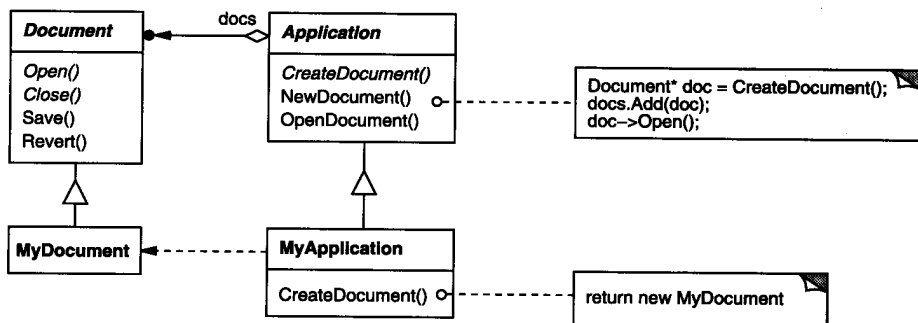 docs
Document
Open()
Close()
Save()
Revert()
Application
CreateDocument()
NewDocument()
OpenDocument()
Document* doc = CreateDocument();
docs.Add(doc);
doc->Open();
MyDocument
MyApplication
CreateDocument()
return new MyDocument